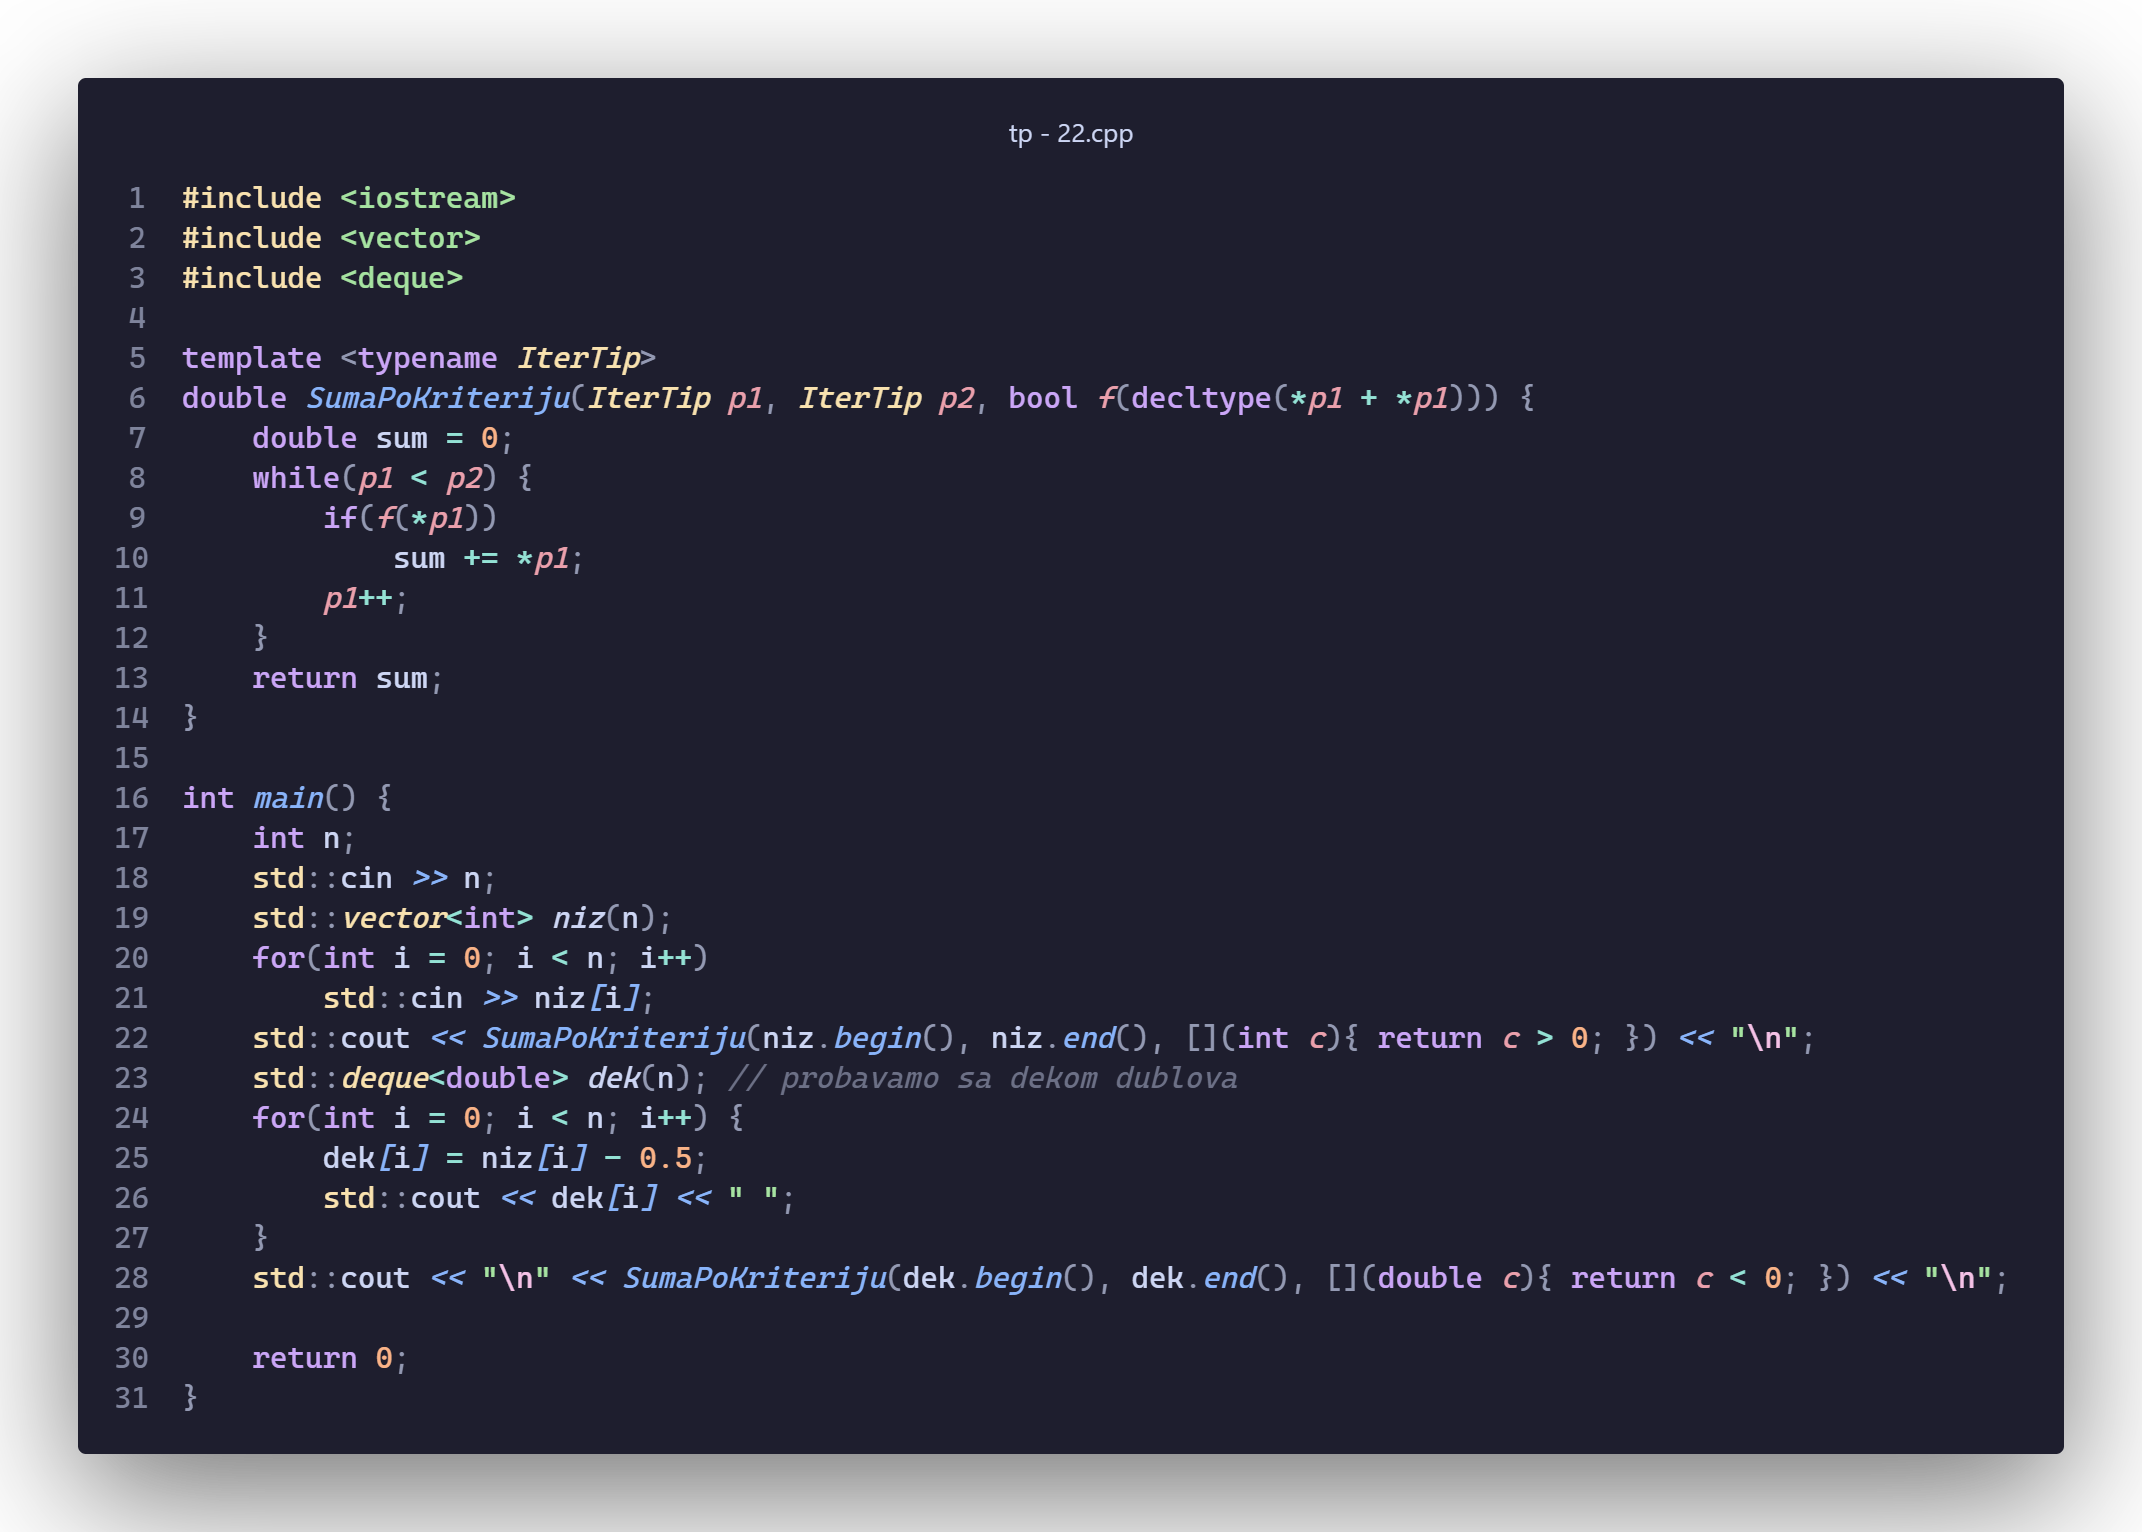 tp - 22.cpp
1 #include <iostream>
2 #include <vector>
3 #include <deque>
4
5 template <typename IterTip>
6 double SumaPoKriteriju(IterTip p1, IterTip p2, bool f(decltype(*p1 + *p1))) {
7     double sum = 0;
8     while(p1 < p2) {
9         if(f(*p1))
10             sum += *p1;
11         p1++;
12     }
13     return sum;
14 }
15
16 int main() {
17     int n;
18     std::cin >> n;
19     std::vector<int> niz(n);
20     for(int i = 0; i < n; i++)
21         std::cin >> niz[i];
22     std::cout << SumaPoKriteriju(niz.begin(), niz.end(), [](int c){ return c > 0; }) << "\n";
23     std::deque<double> dek(n); // probavamo sa dekom dublova
24     for(int i = 0; i < n; i++) {
25         dek[i] = niz[i] - 0.5;
26         std::cout << dek[i] << " ";
27     }
28     std::cout << "\n" << SumaPoKriteriju(dek.begin(), dek.end(), [](double c){ return c < 0; }) << "\n";
29
30     return 0;
31 }